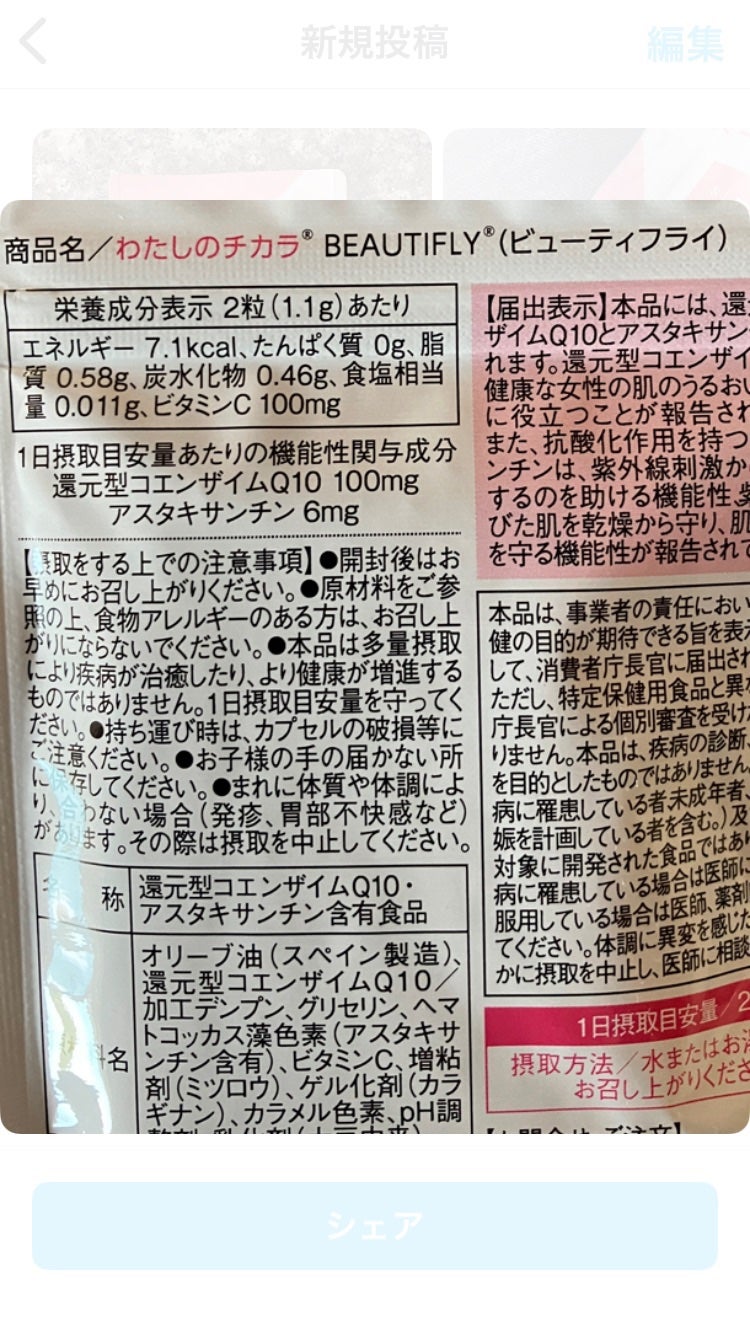 新規投稿
編集
商品名／わたしのチカラ® BEAUTIFLY®（ビューティフライ）
栄養成分表示 2粒（1.1g）あたり
エネルギー 7.1kcal、たんぱく質 0g、脂
質 0.58g、炭水化物 0.46g、食塩相当
量 0.011g、ビタミンC 100mg
1日摂取目安量あたりの機能性関与成分
還元型コエンザイムQ10 100mg
アスタキサンチン 6mg
【摂取をする上での注意事項】●開封後はお
早めにお召し上がりください。●原材料をご参
照の上、食物アレルギーのある方は、お召し上
がりにならないでください。●本品は多量摂取
により疾病が治癒したり、より健康が増進する
ものではありません。1日摂取目安量を守ってく
ださい。●持ち運び時は、カプセルの破損等に
ご注意ください。●お子様の手の届かない所
に保存してください。●まれに体質や体調によ
り、合わない場合（発疹、胃部不快感など）
があります。その際は摂取を中止してください。
名称
還元型コエンザイムQ10・
アスタキサンチン含有食品
料名
オリーブ油（スペイン製造）、
還元型コエンザイムQ10／
加工デンプン、グリセリン、ヘマ
トコッカス藻色素（アスタキサ
ンチン含有）、ビタミンC、増粘
剤（ミツロウ）、ゲル化剤（カラ
ギナン）、カラメル色素、pH調
【届出表示】本品には、還
ザイムQ10とアスタキサン
れます。還元型コエンザイ
健康な女性の肌のうるおい
に役立つことが報告され
また、抗酸化作用を持つ
ンチンは、紫外線刺激か
するのを助ける機能性、紫
びた肌を乾燥から守り、肌
を守る機能性が報告されて
本品は、事業者の責任におい
健の目的が期待できる旨を表
して、消費者庁長官に届出され
ただし、特定保健用食品と異な
庁長官による個別審査を受け
りません。本品は、疾病の診断、
を目的としたものではありません。
病に罹患している者、未成年者、
娠を計画している者を含む。）及
対象に開発された食品ではあり
病に罹患している場合は医師に
服用している場合は医師、薬剤
てください。体調に異変を感じた
かに摂取を中止し、医師に相談
1日摂取目安量／2
摂取方法／水またはお
お召し上がりくださ
シェア